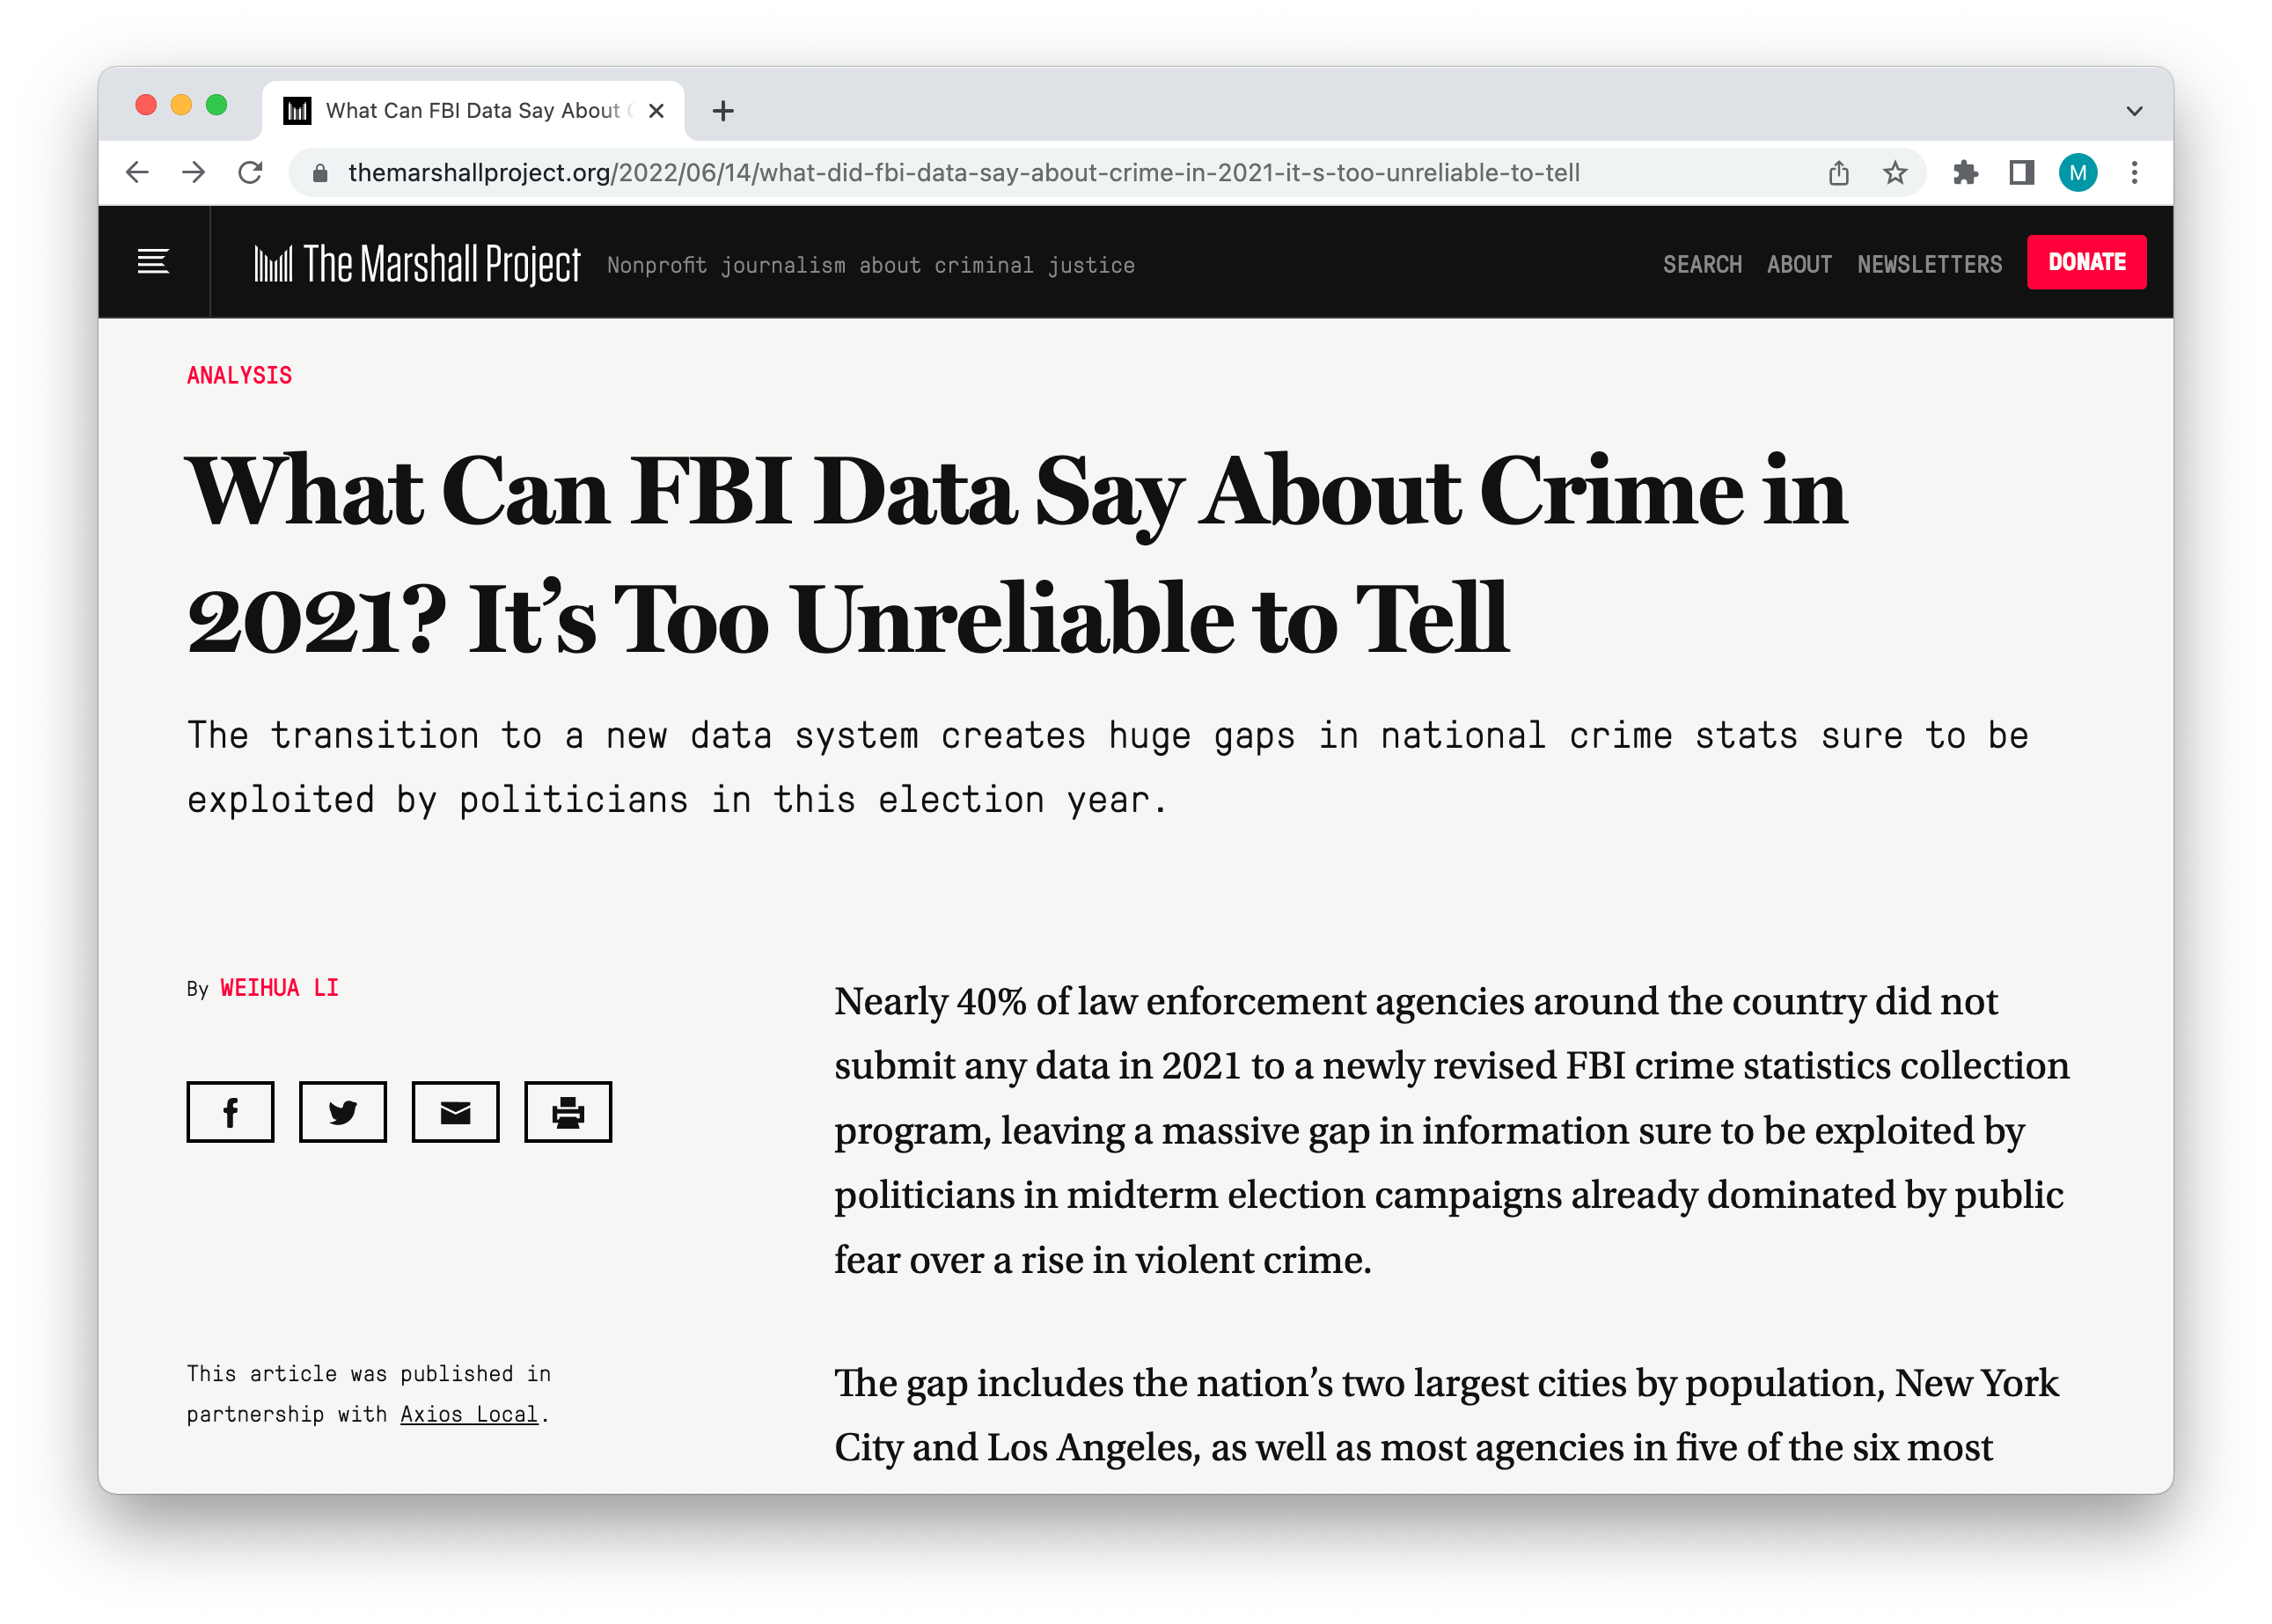 What Can FBI Data Say About
themarshallproject.org/2022/06/14/what-did-fbi-data-say-about-crime-in-2021-it-s-too-unreliable-to-tell
M
The Marshall Project
Nonprofit journalism about criminal justice
SEARCH ABOUT NEWSLETTERS DONATE
ANALYSIS
What Can FBI Data Say About Crime in
2021? It’s Too Unreliable to Tell
The transition to a new data system creates huge gaps in national crime stats sure to be
exploited by politicians in this election year.
By WEIHUA LI
Nearly 40% of law enforcement agencies around the country did not
submit any data in 2021 to a newly revised FBI crime statistics collection
program, leaving a massive gap in information sure to be exploited by
politicians in midterm election campaigns already dominated by public
fear over a rise in violent crime.
This article was published in
partnership with Axios Local.
The gap includes the nation’s two largest cities by population, New York
City and Los Angeles, as well as most agencies in five of the six most